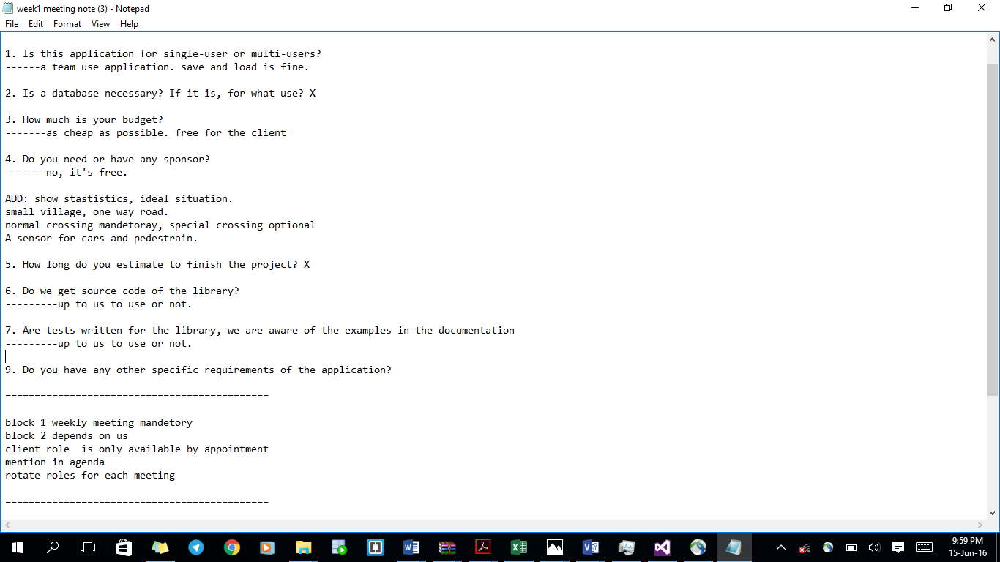 week1 meeting note (3) - Notepad
File Edit Format View Help
1. Is this application for single-user or multi-users?
------a team use application. save and load is fine.
2. Is a database necessary? If it is, for what use? X
3. How much is your budget?
-------as cheap as possible. free for the client
4. Do you need or have any sponsor?
-------no, it's free.
ADD: show stastistics, ideal situation.
small village, one way road.
normal crossing mandetoray, special crossing optional
A sensor for cars and pedestrain.
5. How long do you estimate to finish the project? X
6. Do we get source code of the library?
---------up to us to use or not.
7. Are tests written for the library, we are aware of the examples in the documentation
---------up to us to use or not.
9. Do you have any other specific requirements of the application?
=============================================
block 1 weekly meeting mandetory
block 2 depends on us
client role  is only available by appointment
mention in agenda
rotate roles for each meeting
=============================================
9:59 PM
15-Jun-16